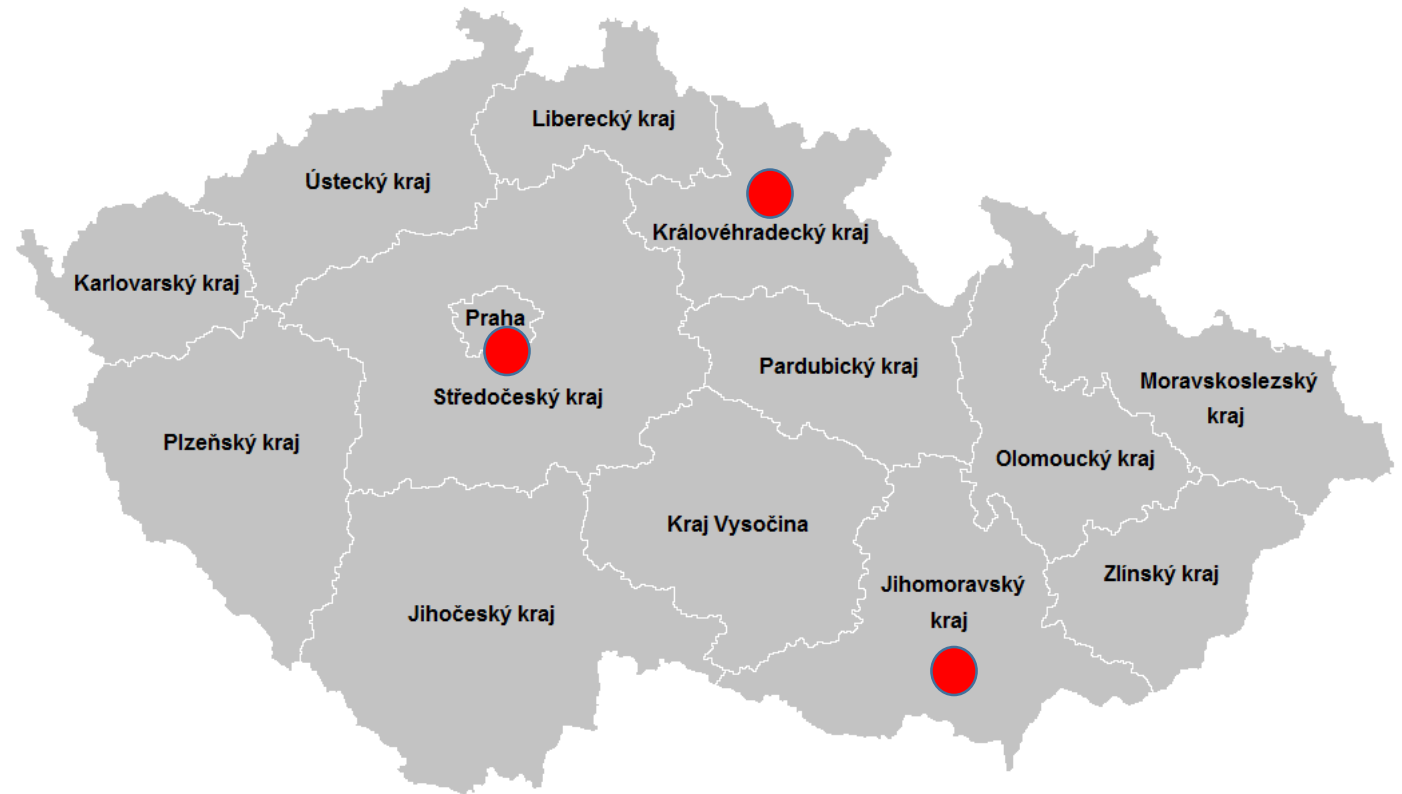 Liberecký kraj
Ústecký kraj
Královéhradecký kraj
Karlovarský kraj
Praha
Pardubický kraj
Moravskoslezský
kraj
Středočeský kraj
Plzeňský kraj
Olomoucký kraj
Kraj Vysočina
Zlínský kraj
Jihomoravský
kraj
Jihočeský kraj